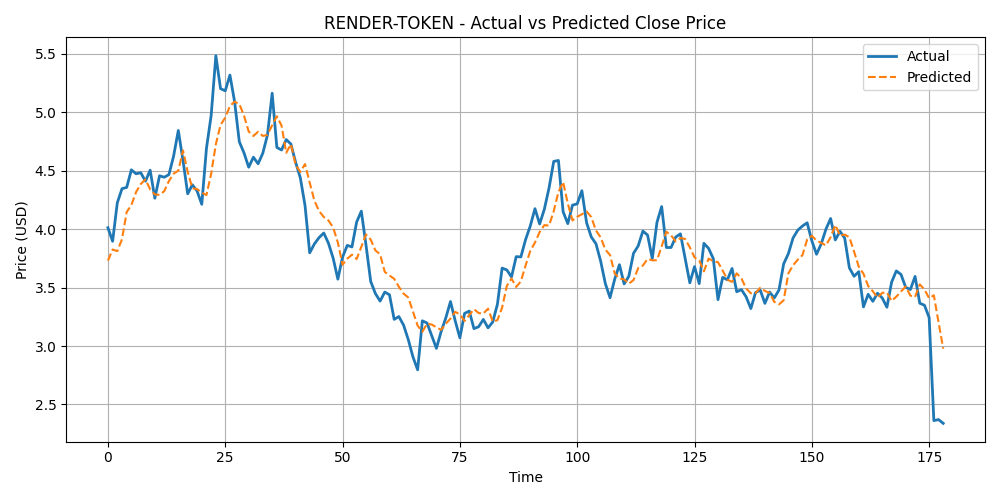 RENDER-TOKEN - Actual vs Predicted Close Price
Actual
Predicted
Price (USD)
5.5
5.0
4.5
4.0
3.5
3.0
2.5
0 25 50 75 100 125 150 175
Time